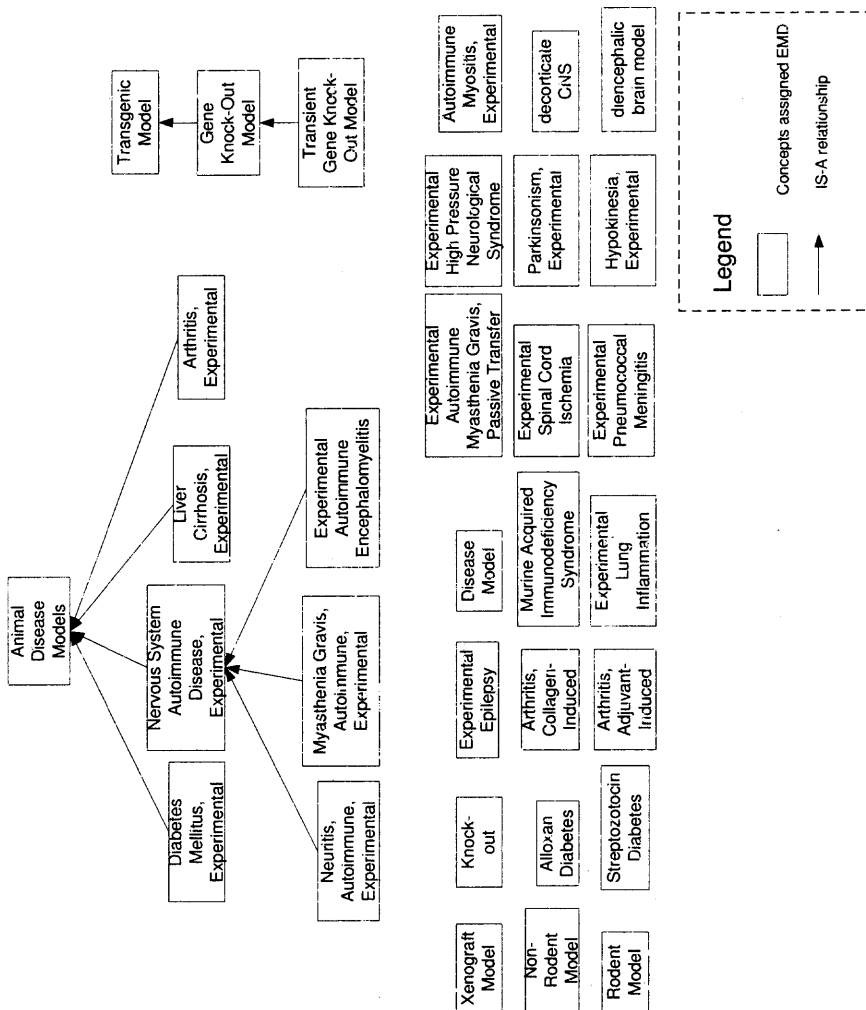 Animal
Disease
Models
Diabetes
Mellitus,
Experimental
Nervous System
Autoimmune
Disease,
Experimental
Liver
Cirrhosis,
Experimental
Arthritis,
Experimental
Neuritis,
Autoimmune,
Experimental
Myasthenia Gravis,
Autoimmune,
Experimental
Experimental
Autoimmune
Encephalomyelitis
Transgenic
Model
Gene
Knock-Out
Model
Transient
Gene Knock-
Out Model
Xenograft
Model
Knock-
out
Experimental
Epilepsy
Disease
Model
Experimental
Autoimmune
Myasthenia Gravis,
Passive Transfer
Experimental
High Pressure
Neurological
Syndrome
Autoimmune
Myositis,
Experimental
Non-
Rodent
Model
Alloxan
Diabetes
Arthritis,
Collagen-
Induced
Murine Acquired
Immunodeficiency
Syndrome
Experimental
Spinal Cord
Ischemia
Parkinsonism,
Experimental
decorticate
CNS
Rodent
Model
Streptozotocin
Diabetes
Arthritis,
Adjuvant-
Induced
Experimental
Lung
Inflammation
Experimental
Pneumococcal
Meningitis
Hypokinesia,
Experimental
diencephalic
brain model
Legend
Concepts assigned EMD
IS-A relationship